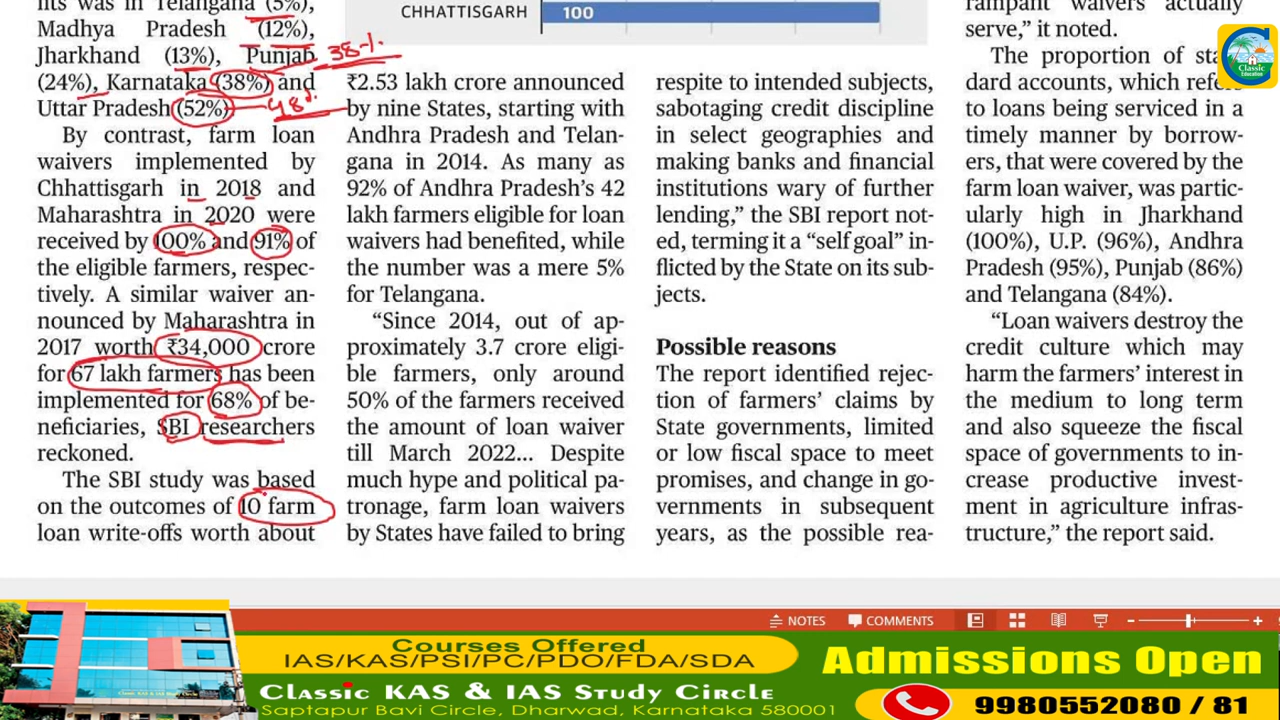 fits was in Telangana (5%),
Madhya Pradesh (12%),
Jharkhand (13%), Punjab
(24%), Karnataka (38%) and
Uttar Pradesh (52%)
38%
48%
By contrast, farm loan
waivers implemented by
Chhattisgarh in 2018 and
Maharashtra in 2020 were
received by 100% and 91% of
the eligible farmers, respec-
tively. A similar waiver an-
nounced by Maharashtra in
2017 worth ₹34,000 crore
for 67 lakh farmers has been
implemented for 68% of be-
neficiaries, SBI researchers
reckoned.
The SBI study was based
on the outcomes of 10 farm
loan write-offs worth about
CHHATTISGARH 100
₹2.53 lakh crore announced
by nine States, starting with
Andhra Pradesh and Telan-
gana in 2014. As many as
92% of Andhra Pradesh's 42
lakh farmers eligible for loan
waivers had benefited, while
the number was a mere 5%
for Telangana.
"Since 2014, out of ap-
proximately 3.7 crore eligi-
ble farmers, only around
50% of the farmers received
the amount of loan waiver
till March 2022... Despite
much hype and political pa-
tronage, farm loan waivers
by States have failed to bring
respite to intended subjects,
sabotaging credit discipline
in select geographies and
making banks and financial
institutions wary of further
lending," the SBI report not-
ed, terming it a "self goal" in-
flicted by the State on its sub-
jects.
Possible reasons
The report identified rejec-
tion of farmers' claims by
State governments, limited
or low fiscal space to meet
promises, and change in go-
vernments in subsequent
years, as the possible rea-
rampant waivers actually
serve," it noted.
The proportion of stan-
dard accounts, which refers
to loans being serviced in a
timely manner by borrow-
ers, that were covered by the
farm loan waiver, was partic-
ularly high in Jharkhand
(100%), U.P. (96%), Andhra
Pradesh (95%), Punjab (86%)
and Telangana (84%).
"Loan waivers destroy the
credit culture which may
harm the farmers' interest in
the medium to long term
and also squeeze the fiscal
space of governments to in-
crease productive invest-
ment in agriculture infras-
tructure," the report said.
Classic
Education
NOTES COMMENTS
Courses Offered
IAS/KAS/PSI/PC/PDO/FDA/SDA
Classic KAS & IAS Study Circle
Saptapur Bavi Circle, Dharwad, Karnataka 580001
Admissions Open
9980552080 / 81